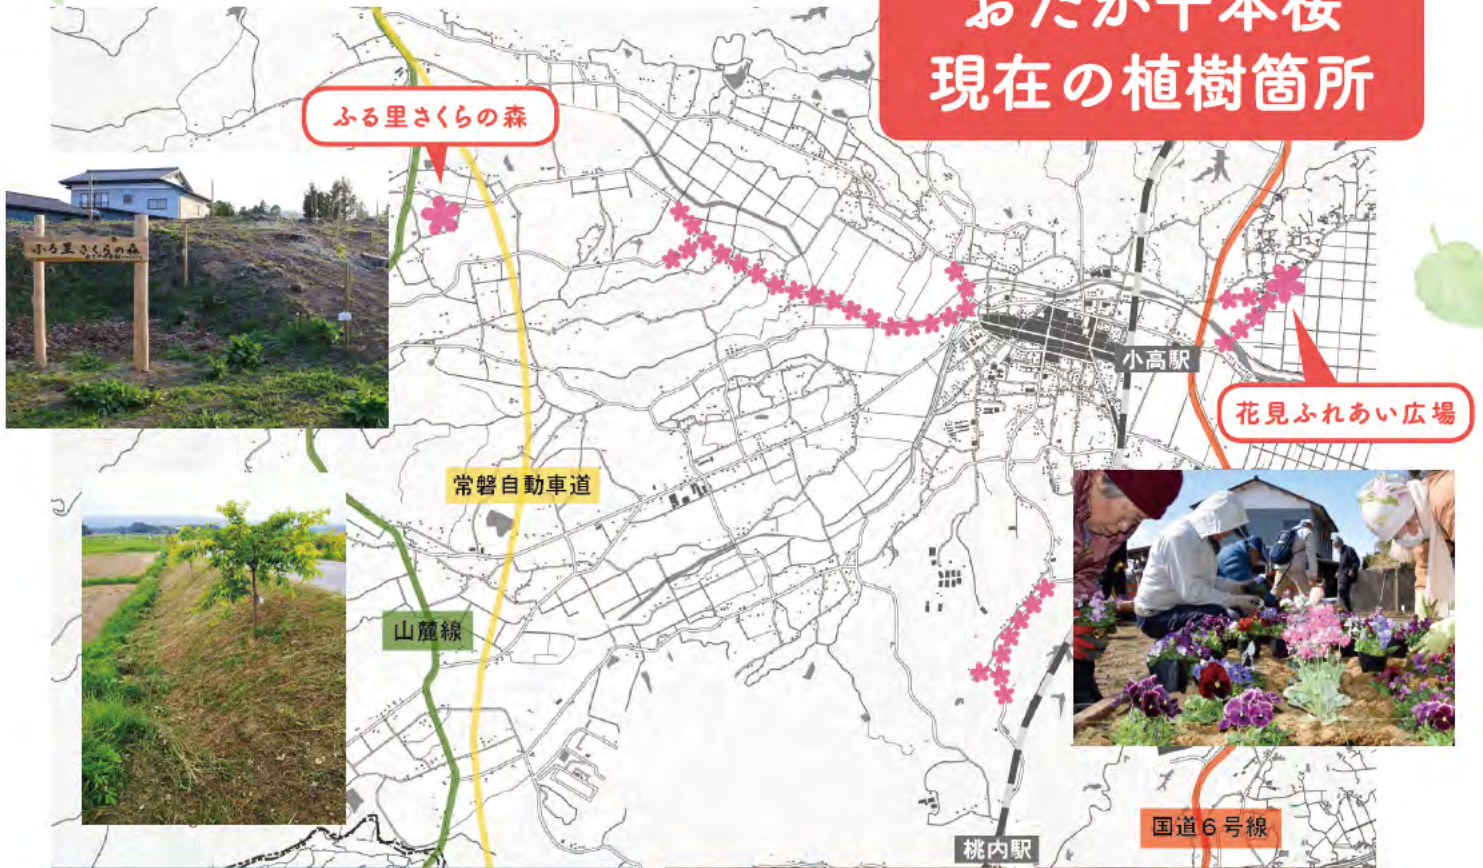 おだか千本桜
現在の植樹箇所
ふる里さくらの森
ふる里さくらの森
小高駅
花見ふれあい広場
常磐自動車道
山麓線
国道6号線
桃内駅